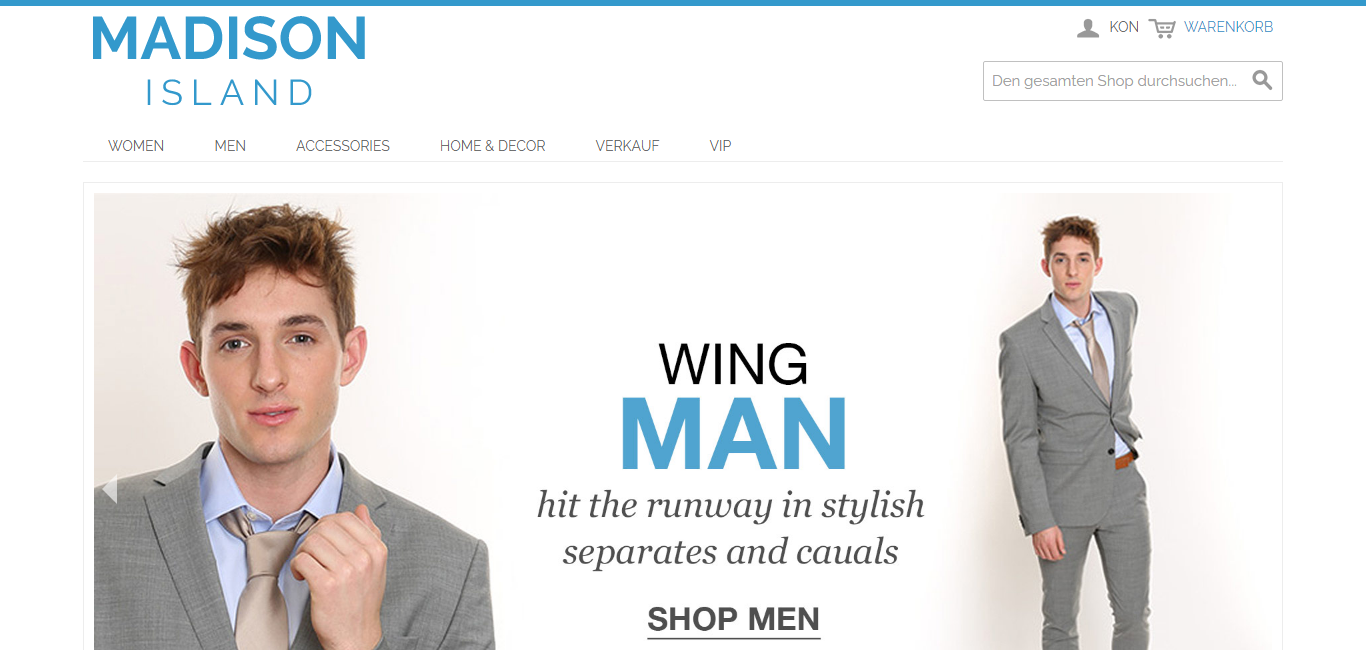 MADISON
ISLAND
KON
WARENKORB
Den gesamten Shop durchsuchen...
WOMEN MEN ACCESSORIES HOME & DECOR VERKAUF VIP
WING
MAN
hit the runway in stylish
separates and cauals
SHOP MEN